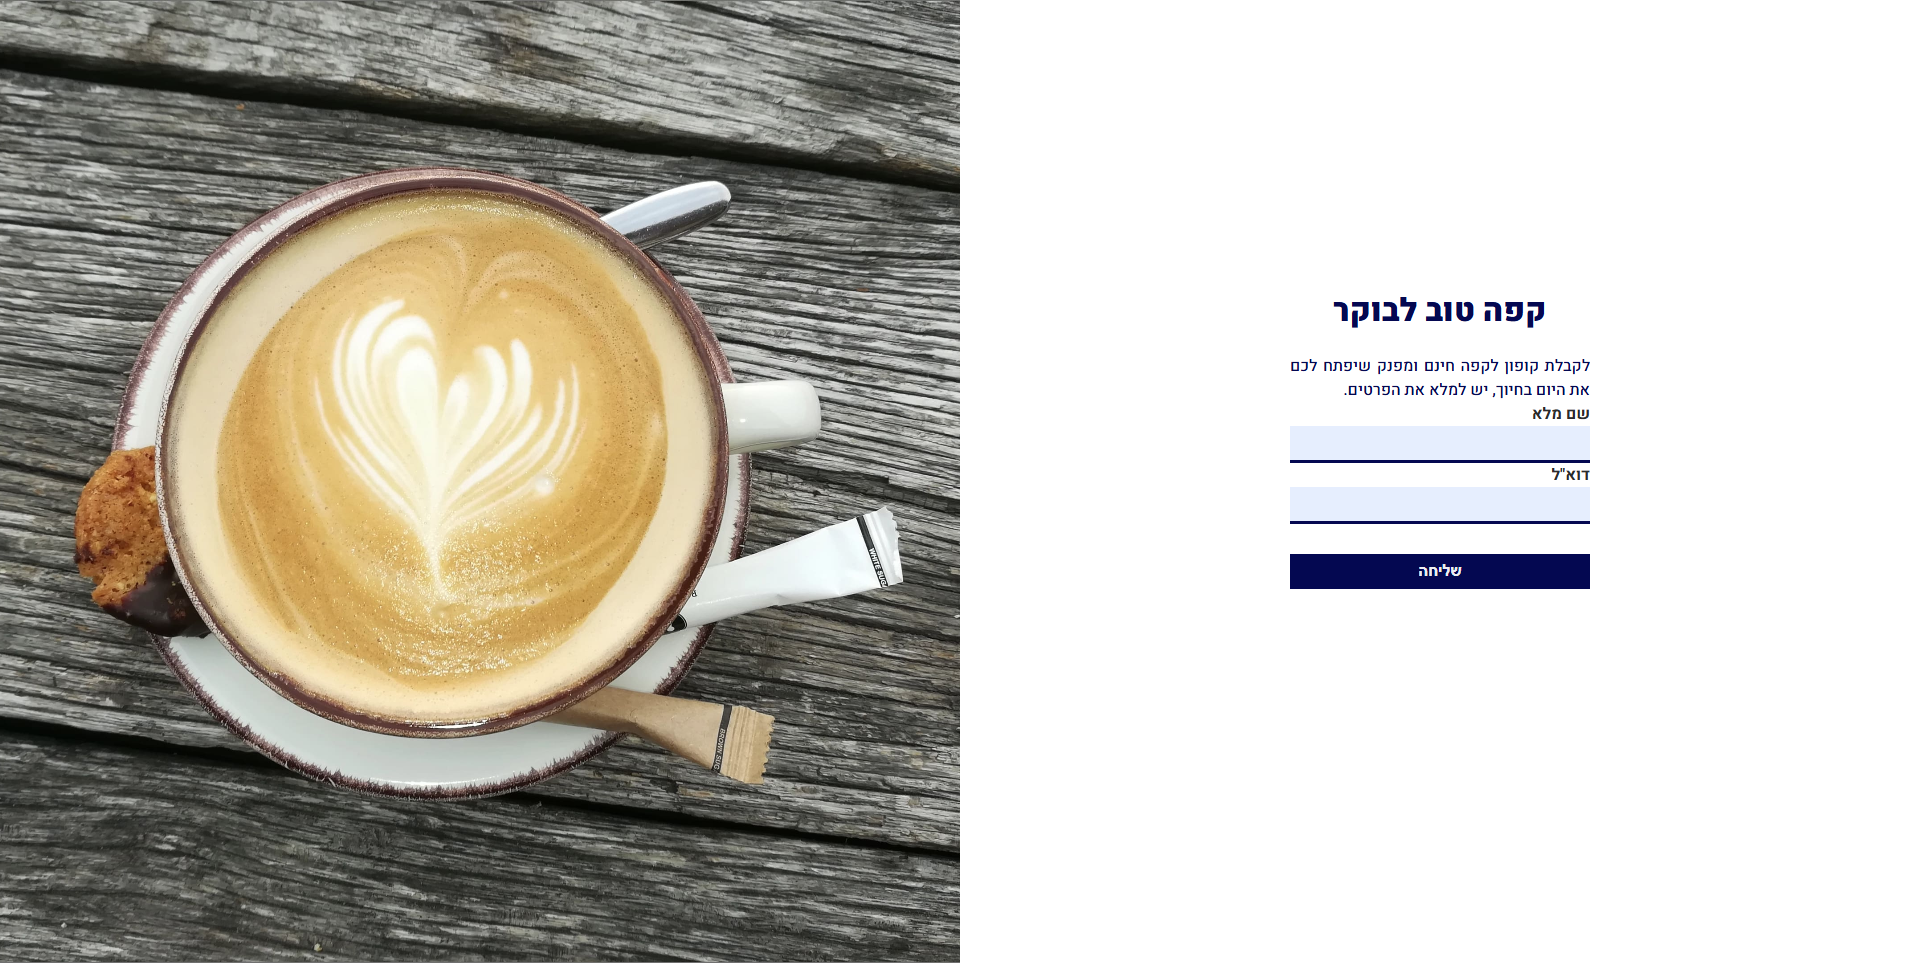 קפה טוב לבוקר
לקבלת קופון לקפה חינם ומפנק שיפתח לכם
את היום בחיוך, יש למלא את הפרטים.
שם מלא
דוא"ל
שליחה
WHITE SUGAR
BROWN SUG